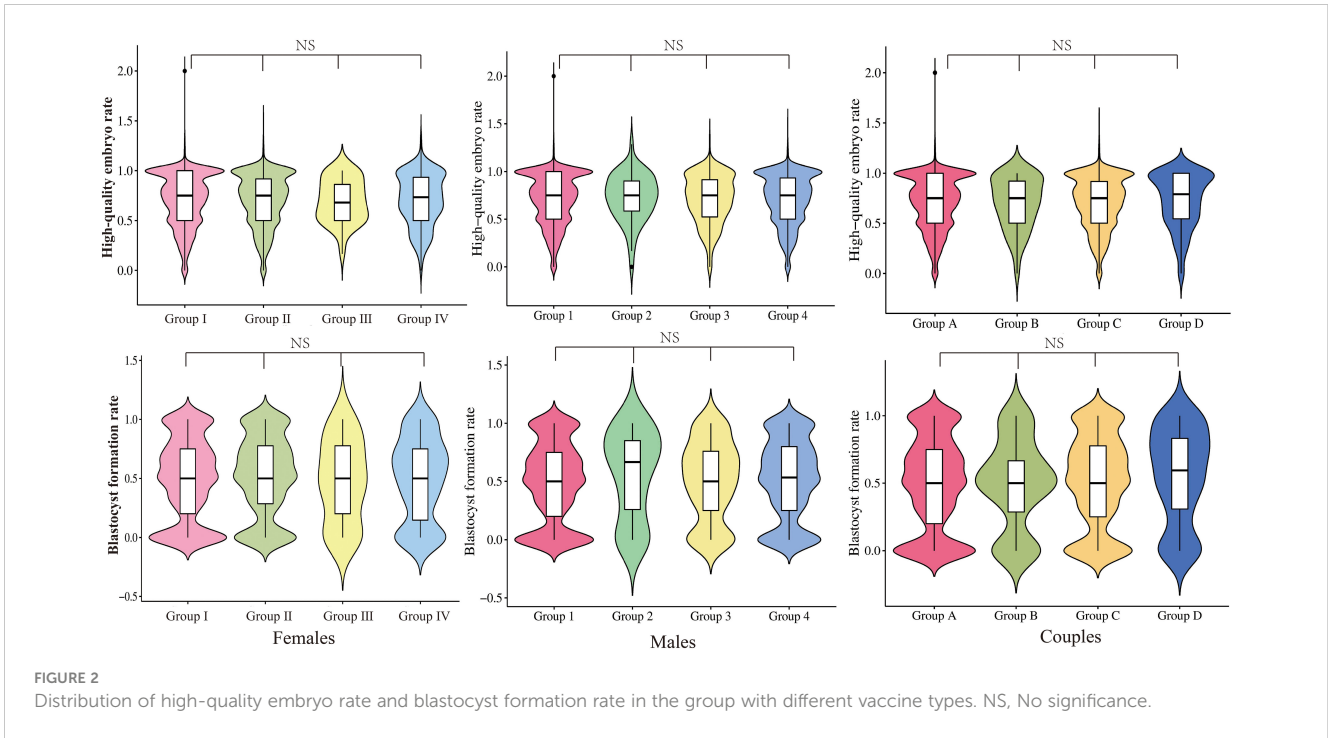 NS
High-quality embryo rate
2.0
1.5
1.0
0.5
0.0
Group I Group II Group III Group IV
NS
High-quality embryo rate
2.0
1.5
1.0
0.5
0.0
Group 1 Group 2 Group 3 Group 4
NS
High-quality embryo rate
2.0
1.5
1.0
0.5
0.0
Group A Group B Group C Group D
NS
Blastocyst formation rate
1.5
1.0
0.5
0.0
−0.5
Group I Group II Group III Group IV
Females
NS
Blastocyst formation rate
1.5
1.0
0.5
0.0
−0.5
Group 1 Group 2 Group 3 Group 4
Males
NS
Blastocyst formation rate
1.0
0.5
0.0
Group A Group B Group C Group D
Couples
FIGURE 2
Distribution of high-quality embryo rate and blastocyst formation rate in the group with different vaccine types. NS, No significance.